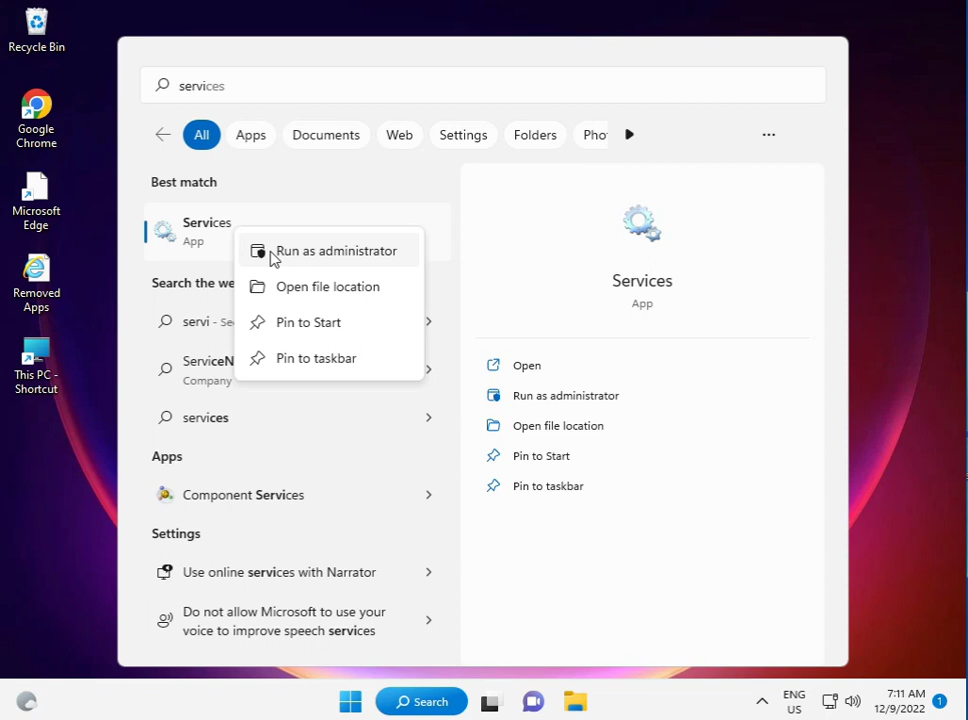 Recycle Bin
Google
Chrome
Microsoft
Edge
Removed
Apps
This PC -
Shortcut
services
All
Apps
Documents
Web
Settings
Folders
Pho
...
Best match
Services
App
Run as administrator
Open file location
Pin to Start
Pin to taskbar
Search the we
servi - Se
ServiceN
Company
services
Apps
Component Services
Settings
Use online services with Narrator
Do not allow Microsoft to use your
voice to improve speech services
Services
App
Open
Run as administrator
Open file location
Pin to Start
Pin to taskbar
Search
ENG
US
7:11 AM
12/9/2022
1